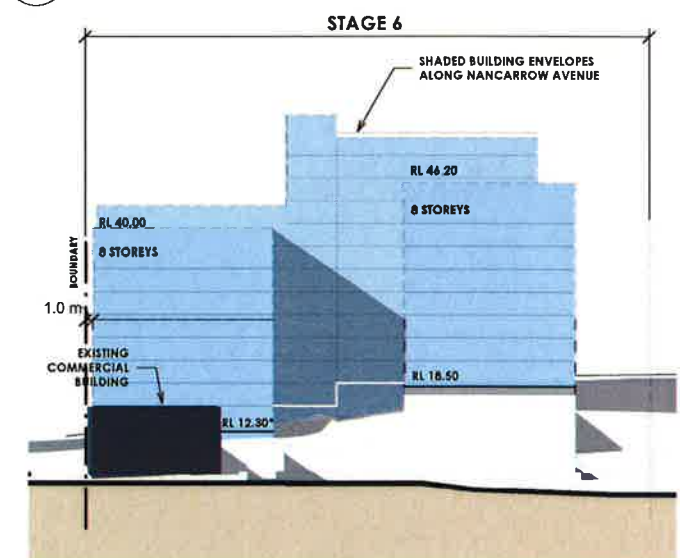 STAGE 6
SHADED BUILDING ENVELOPES
ALONG NANCARROW AVENUE
RL 46.20
8 STOREYS
RL 40.00
8 STOREYS
BOUNDARY
1.0 m
EXISTING
COMMERCIAL
BUILDING
RL 18.50
RL 12.30*